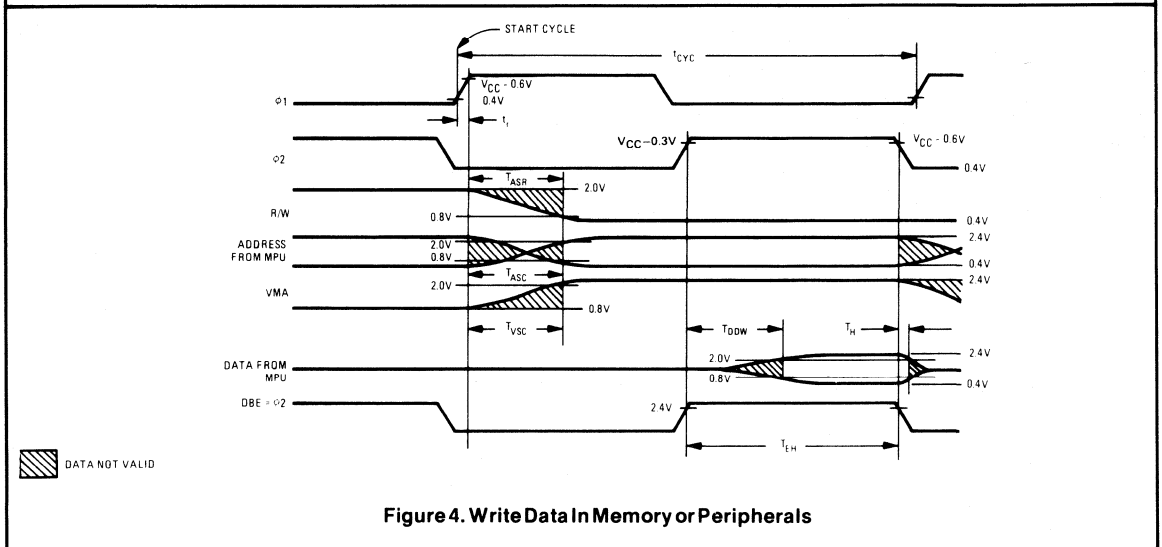 START CYCLE
tCYC
VCC - 0.6V
0.4V
φ1
tr
VCC-0.3V
VCC - 0.6V
φ2
0.4V
TASR
2.0V
R/W
0.8V
0.4V
ADDRESS
FROM MPU
2.0V
0.8V
2.4V
0.4V
TASC
2.0V
2.4V
VMA
0.8V
TVSC
TDDW
TH
DATA FROM
MPU
2.0V
0.8V
2.4V
0.4V
DBE = φ2
2.4V
TEH
DATA NOT VALID
Figure 4. Write Data In Memory or Peripherals